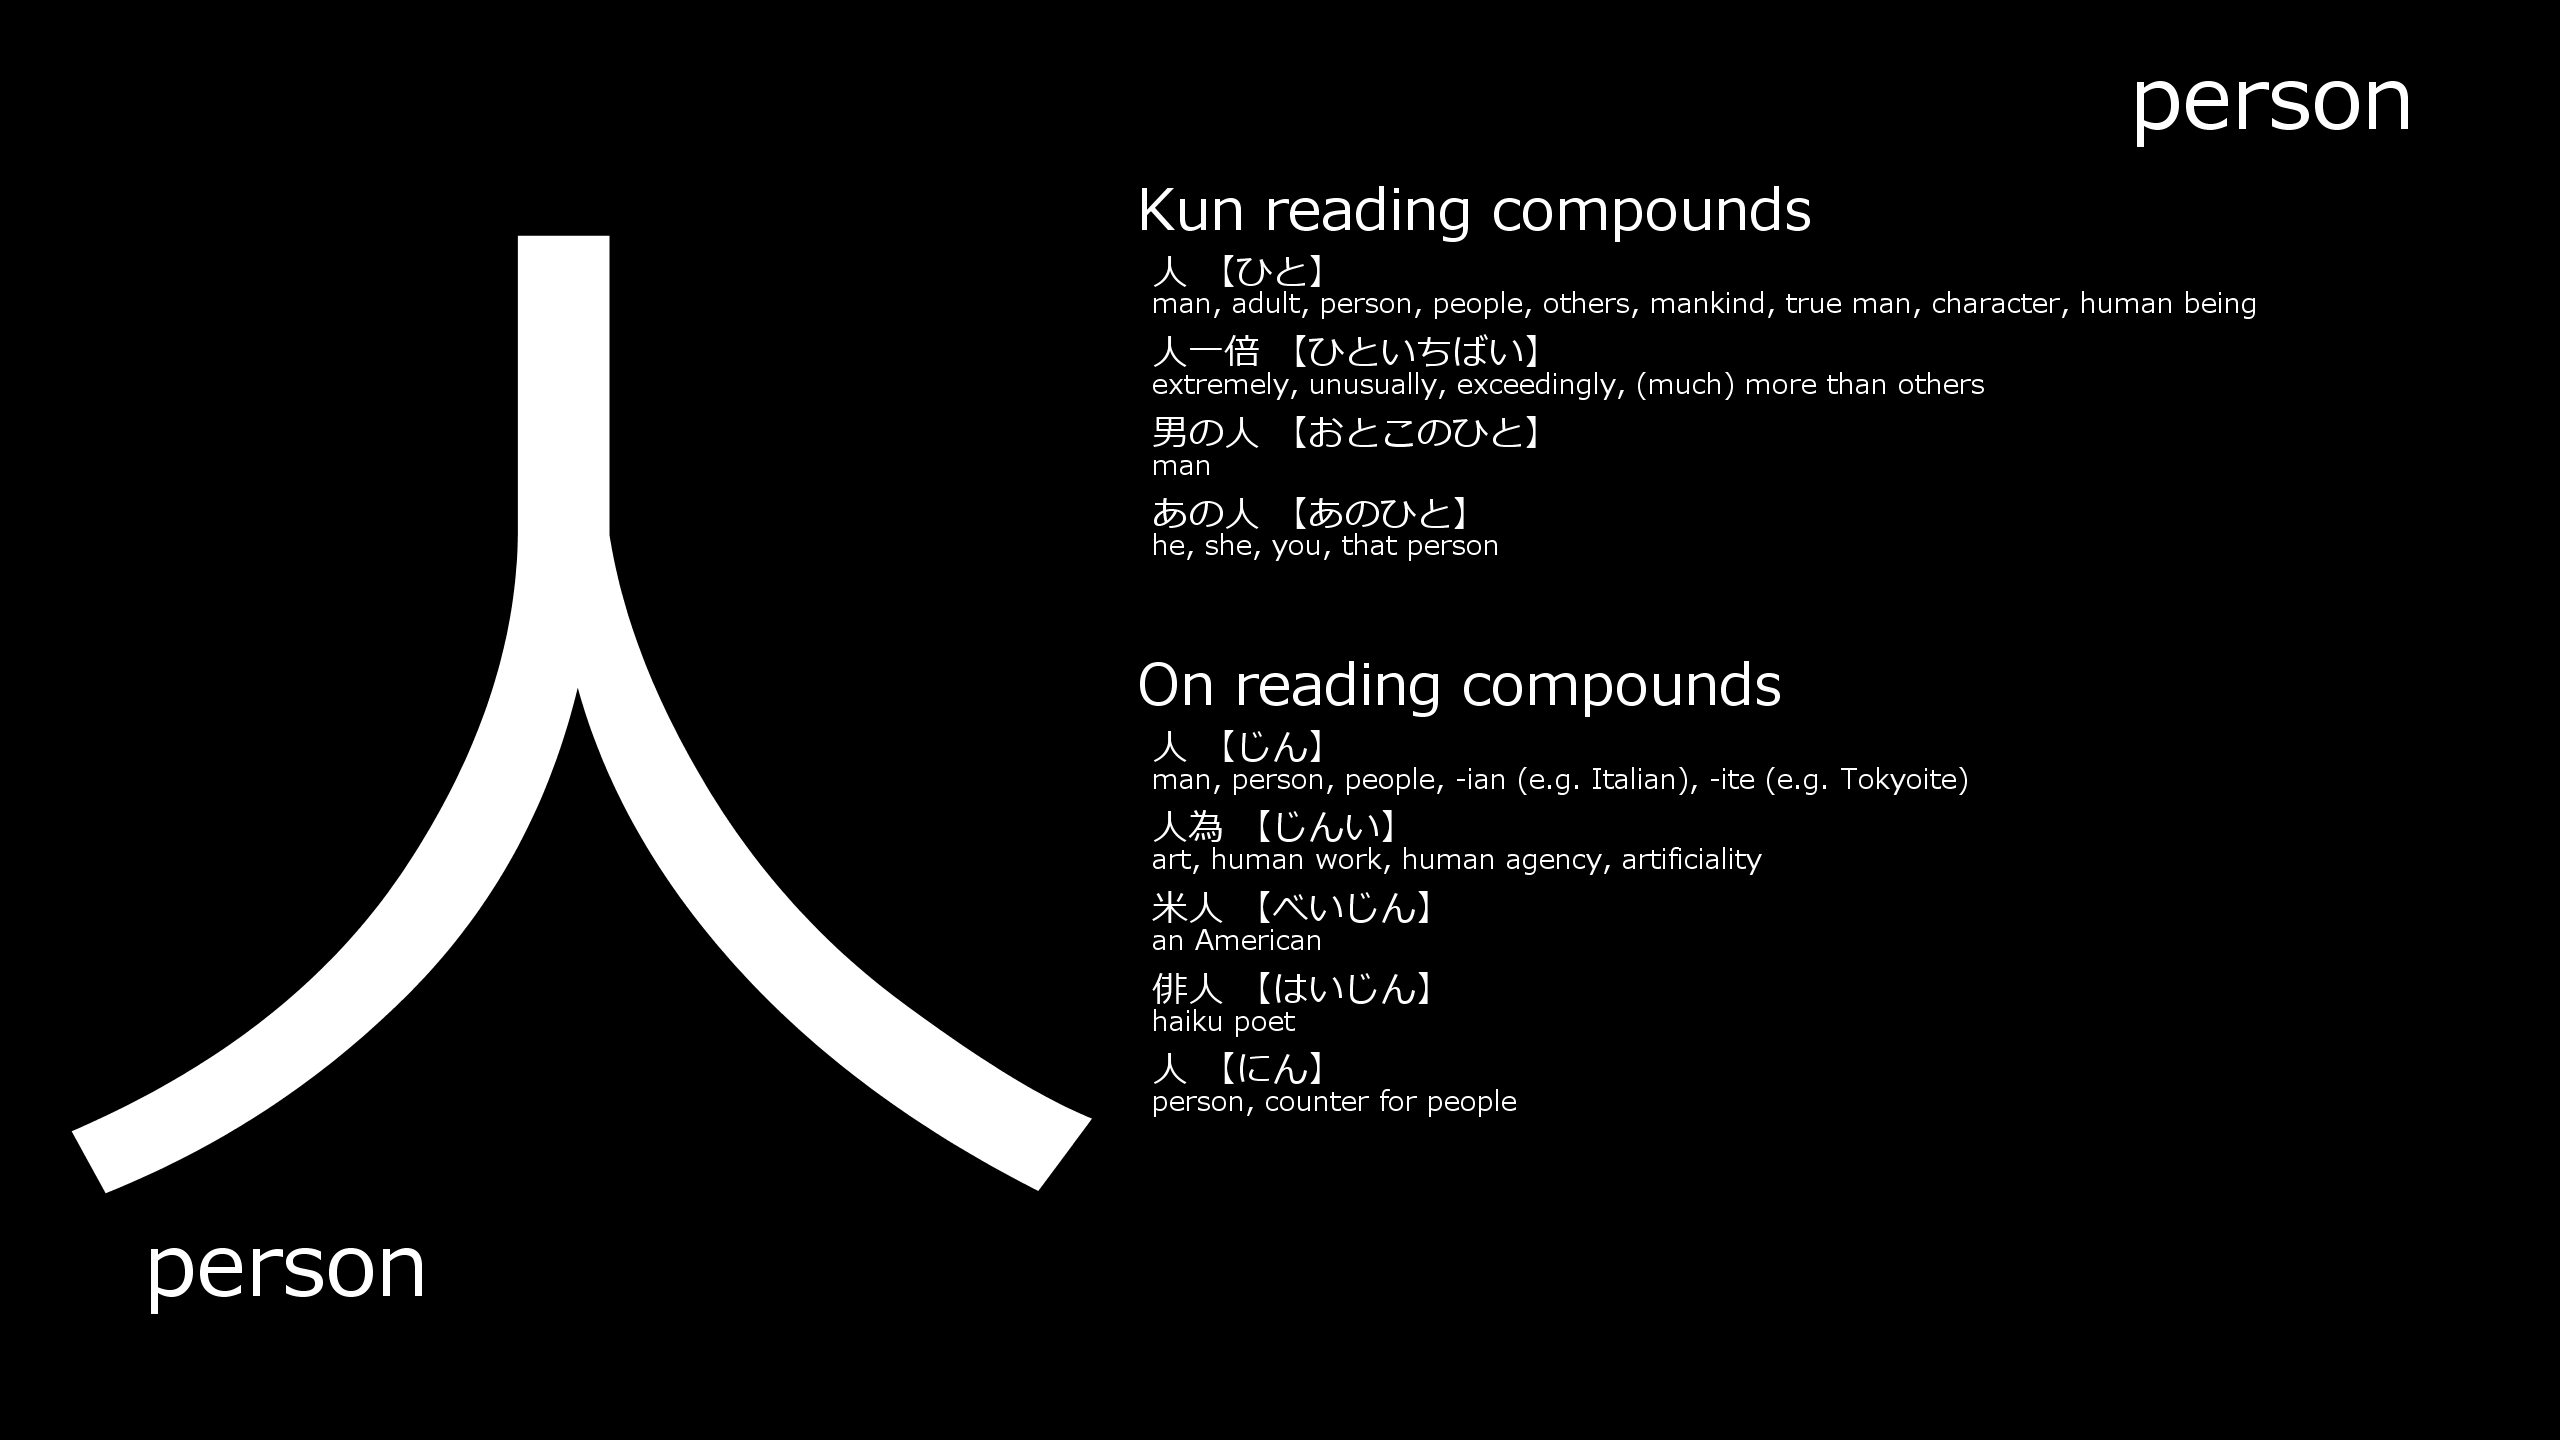 person
人
person
Kun reading compounds
人 【ひと】
man, adult, person, people, others, mankind, true man, character, human being
人一倍 【ひといちばい】
extremely, unusually, exceedingly, (much) more than others
男の人 【おとこのひと】
man
あの人 【あのひと】
he, she, you, that person
On reading compounds
人 【じん】
man, person, people, -ian (e.g. Italian), -ite (e.g. Tokyoite)
人為 【じんい】
art, human work, human agency, artificiality
米人 【べいじん】
an American
俳人 【はいじん】
haiku poet
人 【にん】
person, counter for people